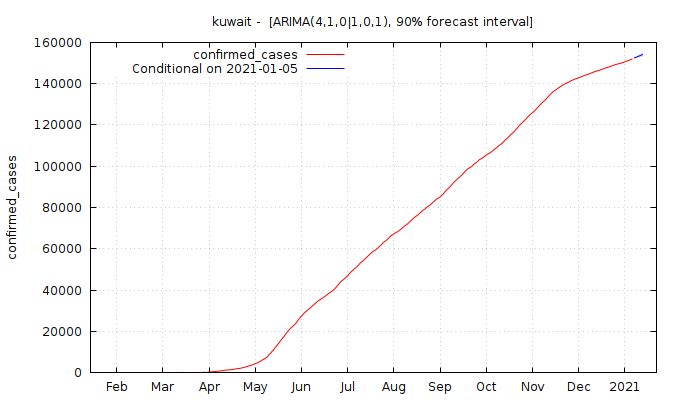 kuwait - [ARIMA(4,1,0|1,0,1), 90% forecast interval]
confirmed_cases
Conditional on 2021-01-05
confirmed_cases
160000
140000
120000
100000
80000
60000
40000
20000
0
Feb Mar Apr May Jun Jul Aug Sep Oct Nov Dec 2021